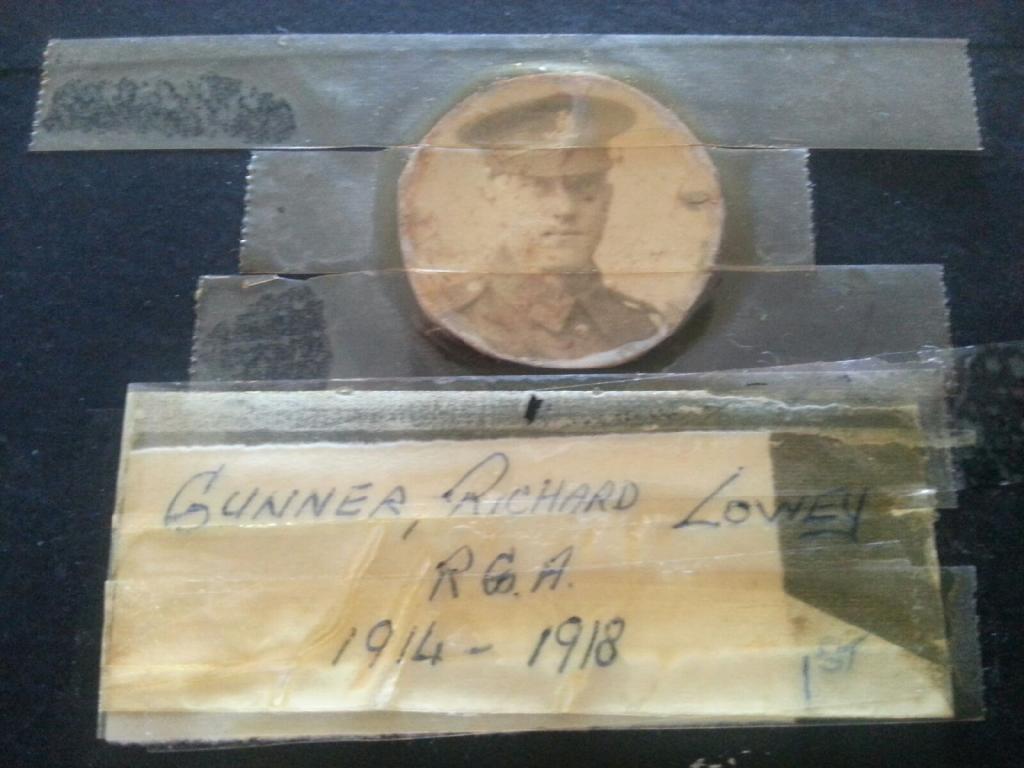 GUNNER, RICHARD LOWEY
R.G.A.
1914 - 1918
1ST